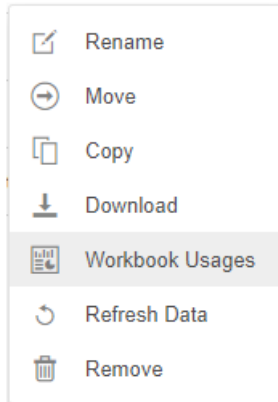 Rename
Move
Copy
Download
Workbook Usages
Refresh Data
Remove